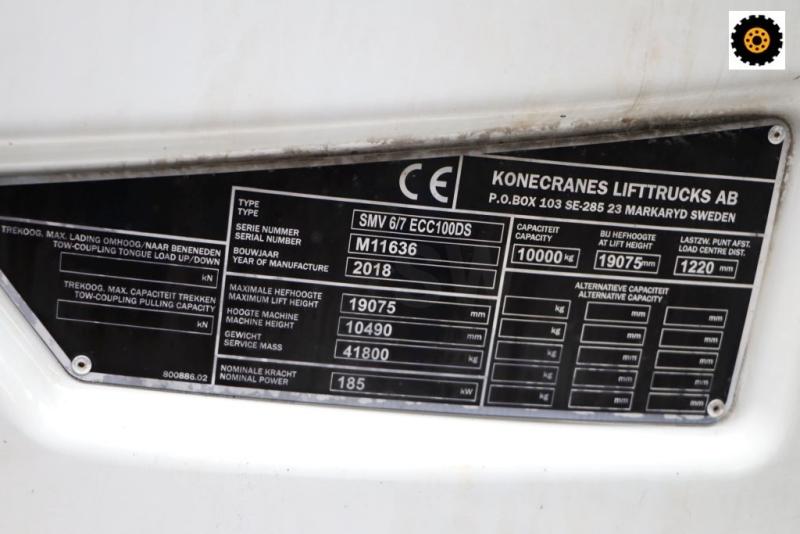 CE
KONECRANES LIFTTRUCKS AB
P.O.BOX 103 SE-285 23 MARKARYD SWEDEN
TREKOOG. MAX. LADING OMHOOG/NAAR BENEDEN
TOW-COUPLING TONGUE LOAD UP/DOWN
kN
TREKOOG. MAX. CAPACITEIT TREKKEN
TOW-COUPLING PULLING CAPACITY
kN
800886.02
TYPE
TYPE
SMV 6/7 ECC100DS
SERIE NUMMER
SERIAL NUMBER
M11636
BOUWJAAR
YEAR OF MANUFACTURE
2018
MAXIMALE HEFHOOGTE
MAXIMUM LIFT HEIGHT
19075 mm
HOOGTE MACHINE
MACHINE HEIGHT
10490 mm
GEWICHT
SERVICE MASS
41800 kg
NOMINALE KRACHT
NOMINAL POWER
185 kW
CAPACITEIT
CAPACITY
10000 kg
BIJ HEFHOOGTE
AT LIFT HEIGHT
19075 mm
LASTZW. PUNT AFST.
LOAD CENTRE DIST.
1220 mm
ALTERNATIEVE CAPACITEIT
ALTERNATIVE CAPACITY
kg mm mm
kg mm mm
kg mm mm
kg mm mm
kg mm mm